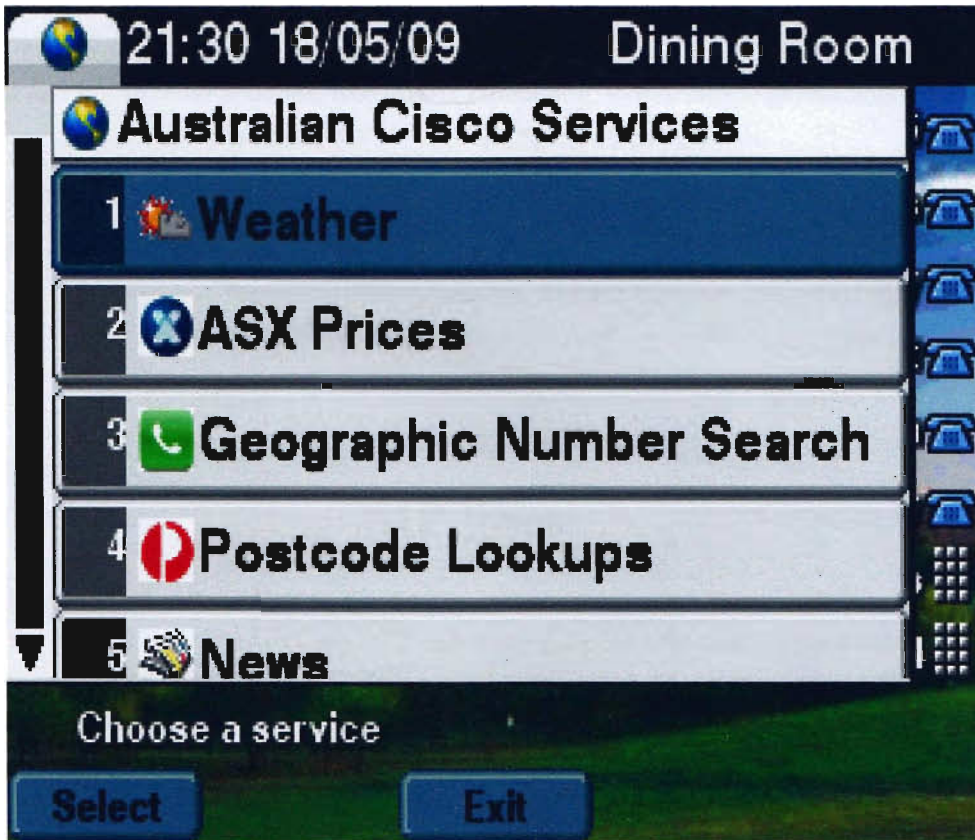 21:30 18/05/09 Dining Room
Australian Cisco Services
1 Weather
2 ASX Prices
3 Geographic Number Search
4 Postcode Lookups
5 News
Choose a service
Select Exit